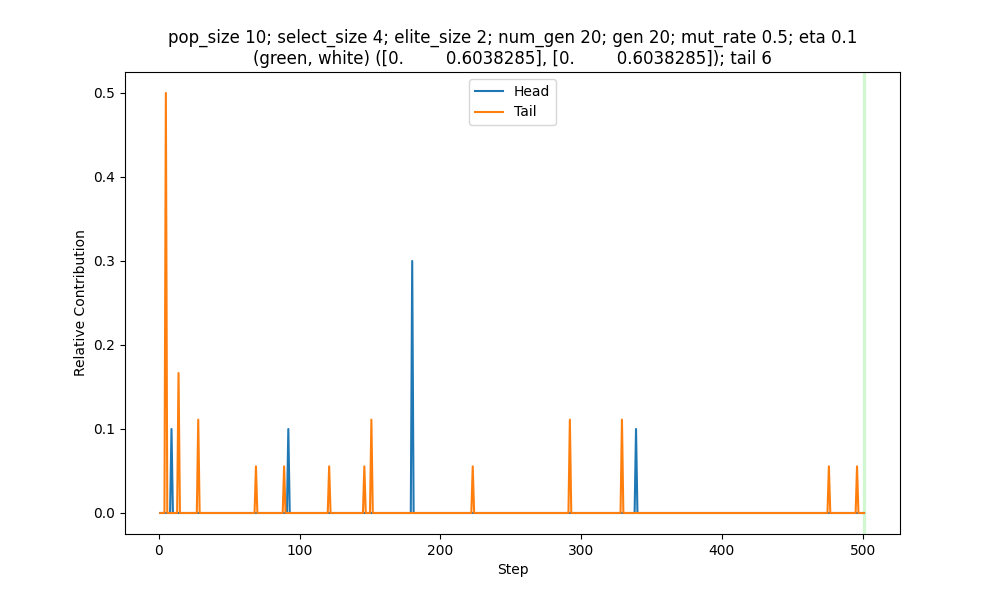 pop_size 10; select_size 4; elite_size 2; num_gen 20; gen 20; mut_rate 0.5; eta 0.1
(green, white) ([0. 0.6038285], [0. 0.6038285]); tail 6
Head
Tail
0.5
0.4
0.3
0.2
0.1
0.0
Relative Contribution
0 100 200 300 400 500
Step